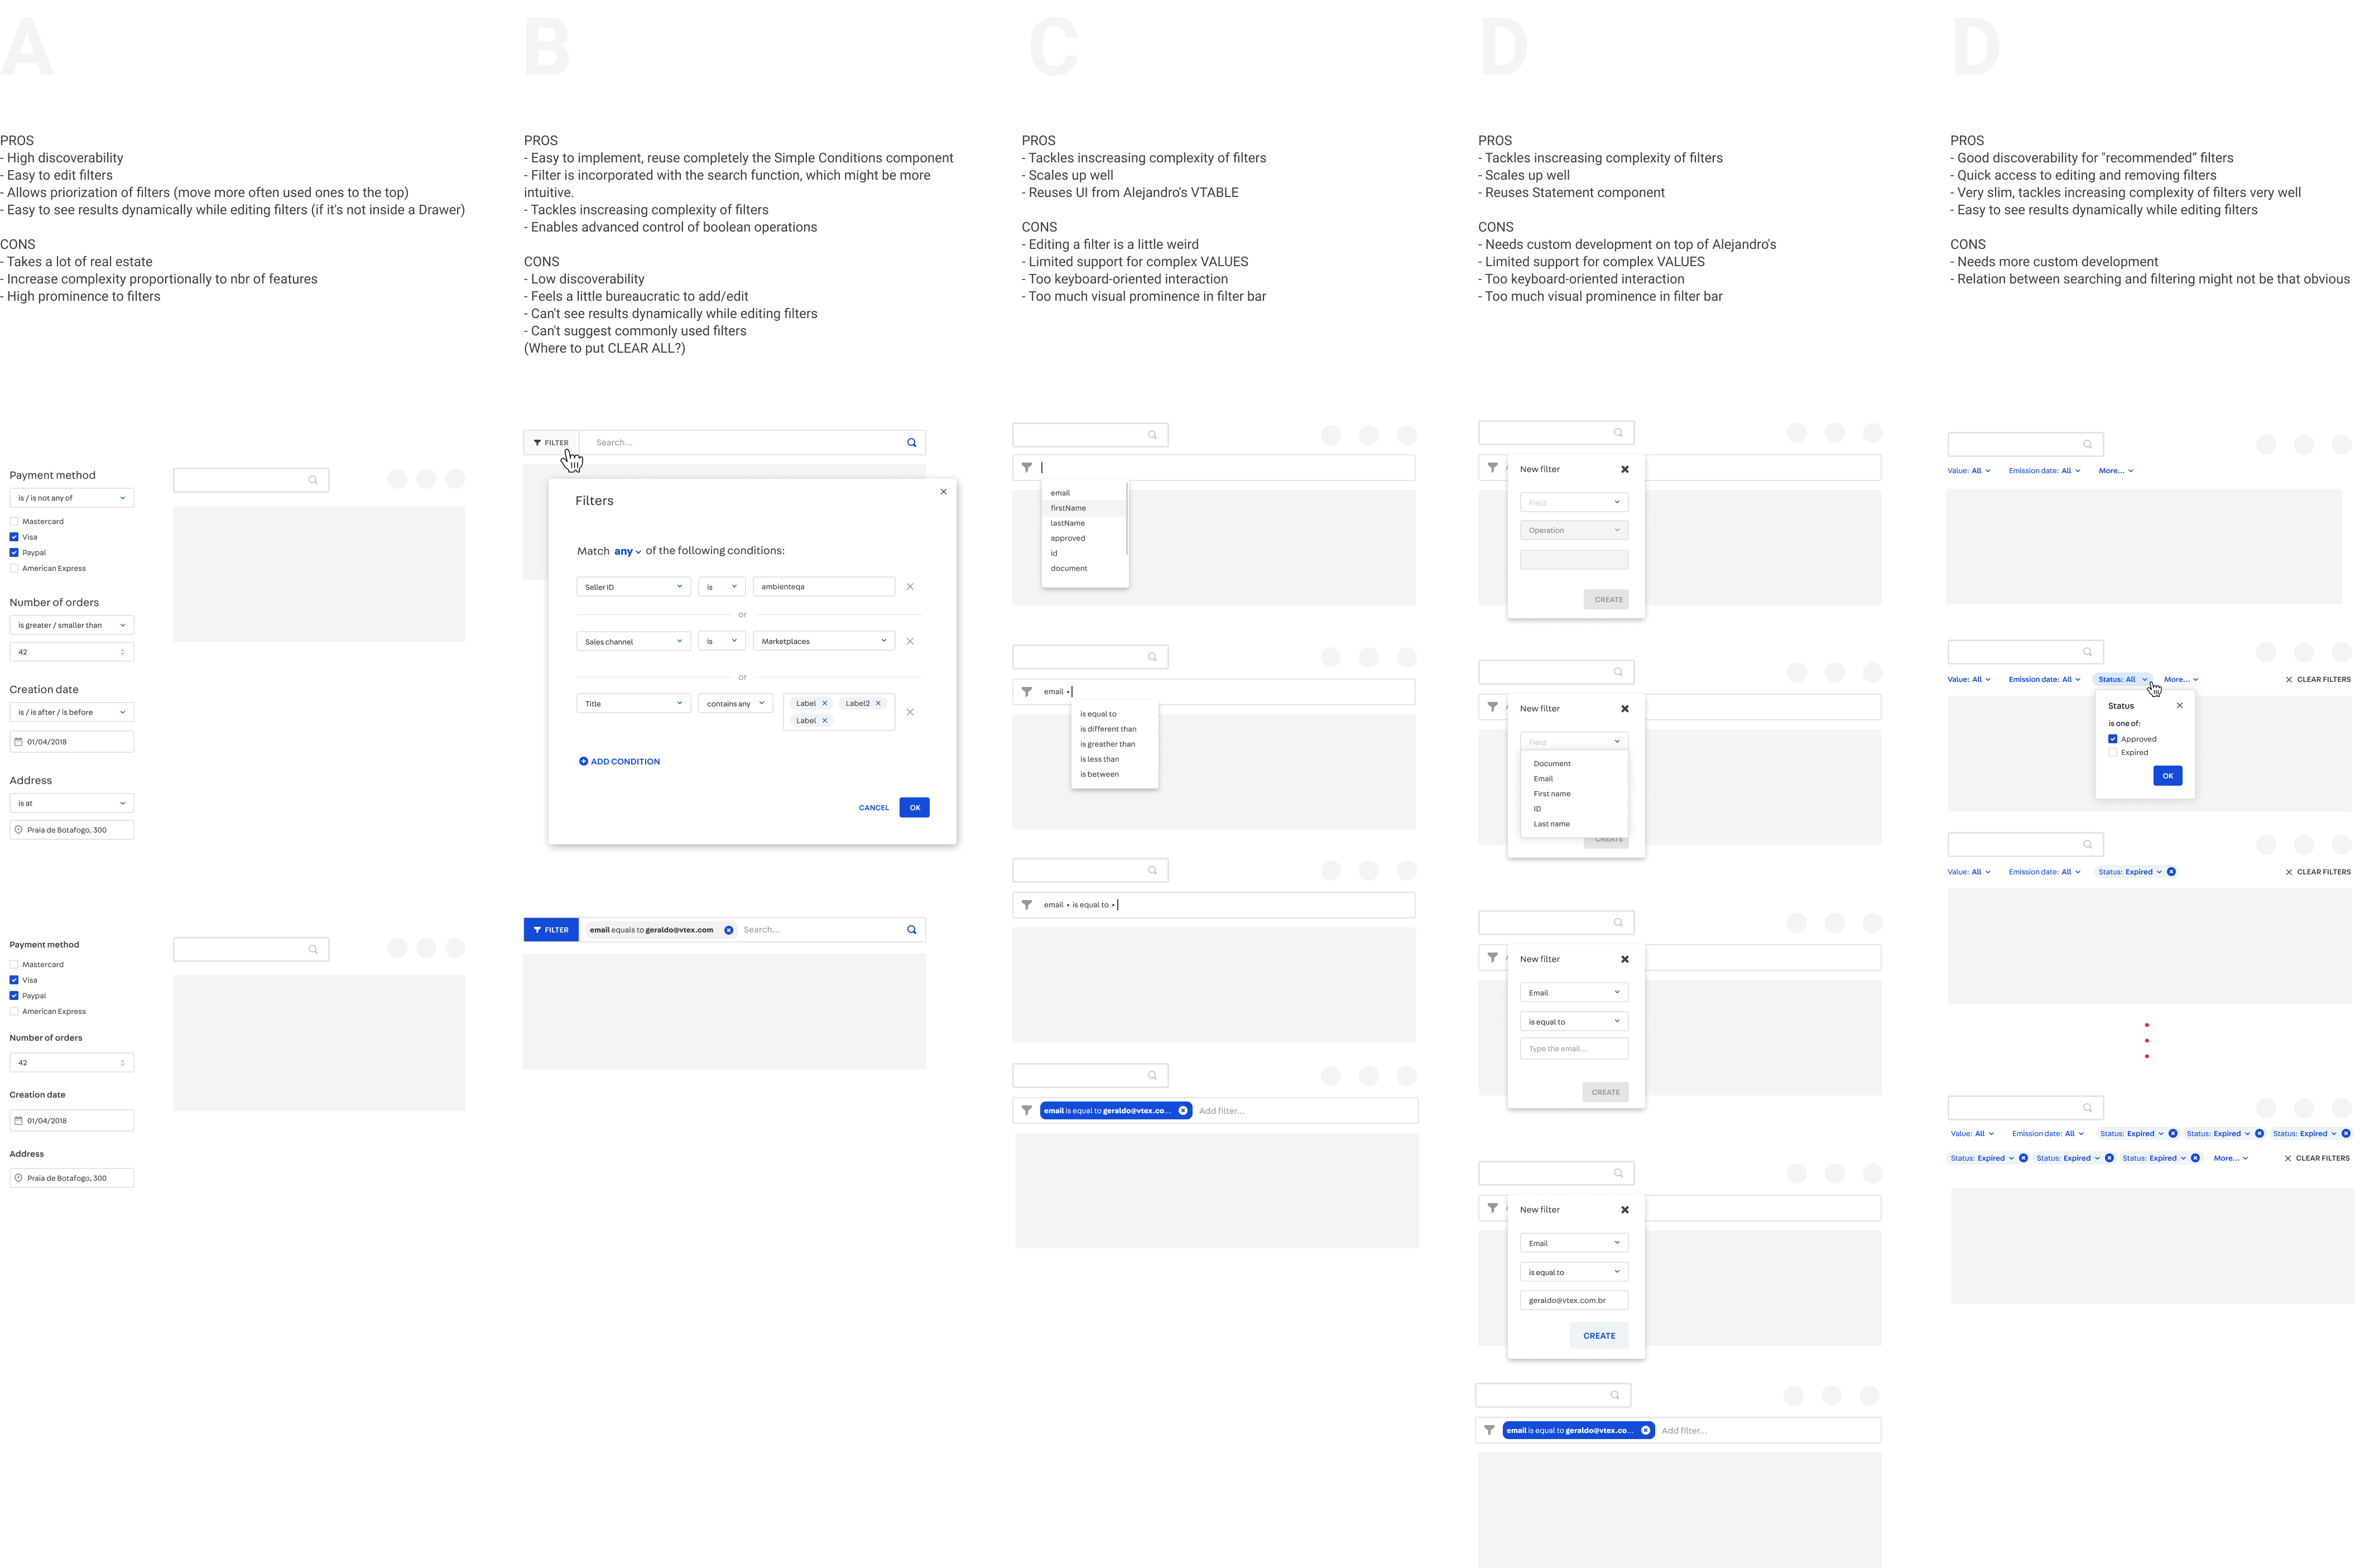 A
PROS
- High discoverability
- Easy to edit filters
- Allows priorization of filters (move more often used ones to the top)
- Easy to see results dynamically while editing filters (if it's not inside a Drawer)
CONS
- Takes a lot of real estate
- Increase complexity proportionally to nbr of features
- High prominence to filters
Payment method
is / is not any of
Mastercard
Visa
Paypal
American Express
Number of orders
is greater / smaller than
42
Creation date
is / is after / is before
01/04/2018
Address
is at
Praia de Botafogo, 300
Payment method
Mastercard
Visa
Paypal
American Express
Number of orders
42
Creation date
01/04/2018
Address
Praia de Botafogo, 300
B
PROS
- Easy to implement, reuse completely the Simple Conditions component
- Filter is incorporated with the search function, which might be more
intuitive.
- Tackles inscreasing complexity of filters
- Enables advanced control of boolean operations
CONS
- Low discoverability
- Feels a little bureaucratic to add/edit
- Can't see results dynamically while editing filters
- Can't suggest commonly used filters
(Where to put CLEAR ALL?)
FILTER Search...
Filters
Match any of the following conditions:
Seller ID is ambienteqa
or
Sales channel is Marketplaces
or
Title contains any Label Label2
Label
ADD CONDITION
CANCEL OK
FILTER email equals to geraldo@vtex.com Search...
C
PROS
- Tackles inscreasing complexity of filters
- Scales up well
- Reuses UI from Alejandro's VTABLE
CONS
- Editing a filter is a little weird
- Limited support for complex VALUES
- Too keyboard-oriented interaction
- Too much visual prominence in filter bar
email
firstName
lastName
approved
id
document
email •
is equal to
is different than
is greather than
is less than
is between
email • is equal to •
email is equal to geraldo@vtex.co... Add filter...
D
PROS
- Tackles inscreasing complexity of filters
- Scales up well
- Reuses Statement component
CONS
- Needs custom development on top of Alejandro's
- Limited support for complex VALUES
- Too keyboard-oriented interaction
- Too much visual prominence in filter bar
New filter
Field
Operation
CREATE
New filter
Field
Document
Email
First name
ID
Last name
CREATE
New filter
Email
is equal to
Type the email...
CREATE
New filter
Email
is equal to
geraldo@vtex.com.br
CREATE
email is equal to geraldo@vtex.co... Add filter...
D
PROS
- Good discoverability for "recommended” filters
- Quick access to editing and removing filters
- Very slim, tackles increasing complexity of filters very well
- Easy to see results dynamically while editing filters
CONS
- Needs more custom development
- Relation between searching and filtering might not be that obvious
Value: All Emission date: All More...
Value: All Emission date: All Status: All More... CLEAR FILTERS
Status
is one of:
Approved
Expired
OK
Value: All Emission date: All Status: Expired CLEAR FILTERS
Value: All Emission date: All Status: Expired Status: Expired Status: Expired
Status: Expired Status: Expired Status: Expired More... CLEAR FILTERS